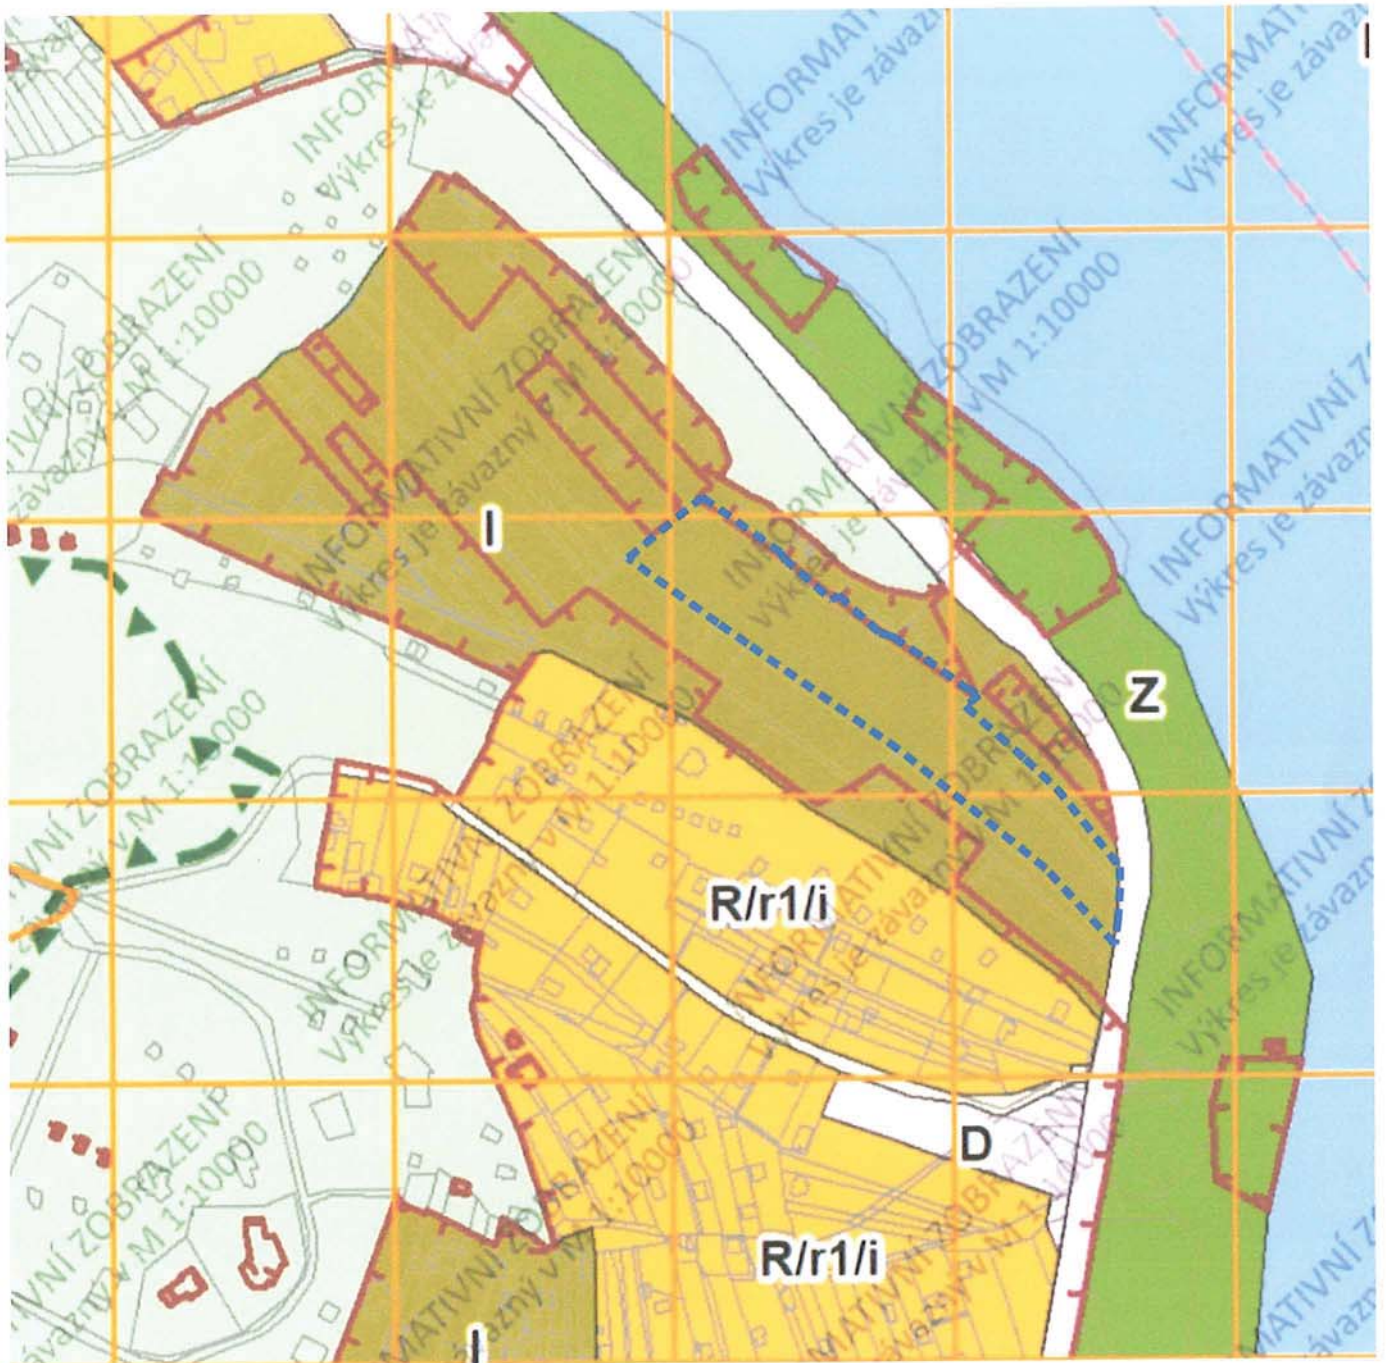 INFORMATIVNÍ ZOBRAZENÍ
Výkres je závazný v M 1:10000
I
Z
R/r1/i
D
R/r1/i
I